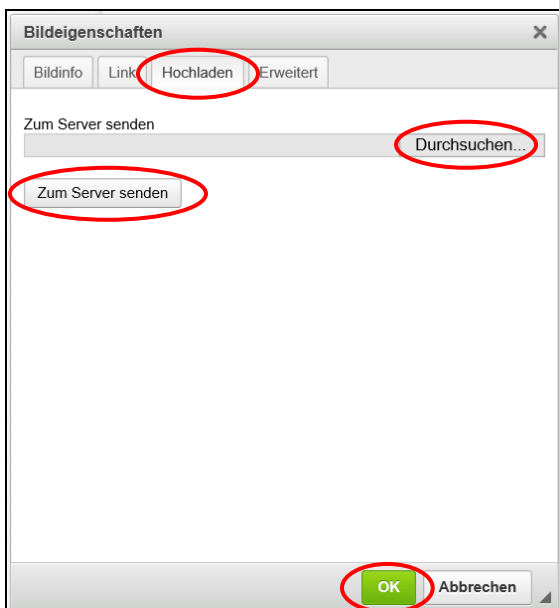 Bildeigenschaften
Bildinfo Link Hochladen Erweitert
Zum Server senden
Durchsuchen...
Zum Server senden
OK Abbrechen